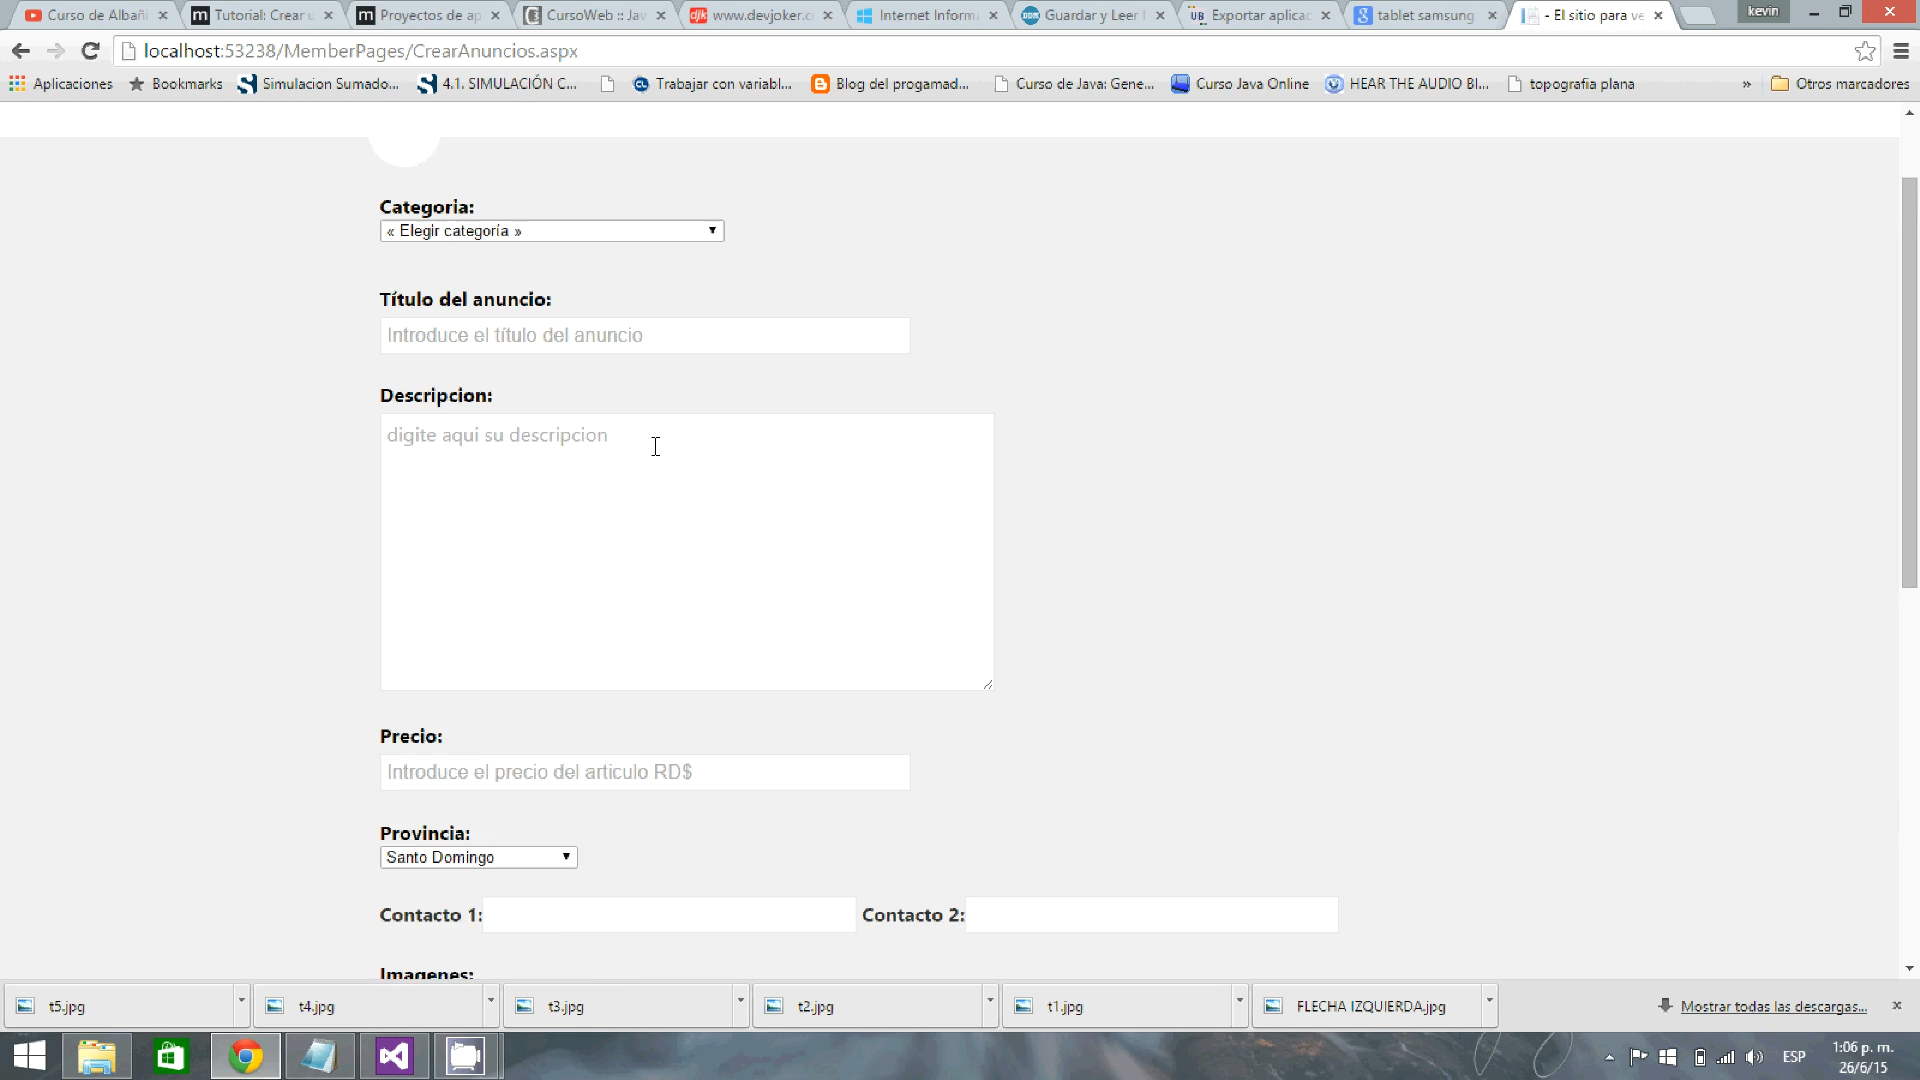 Curso de Albañi
Tutorial: Crear u
Proyectos de ap
CursoWeb :: Jav
www.devjoker.c
Internet Inform
Guardar y Leer
Exportar aplicac
tablet samsung
- El sitio para ve
kevin
localhost:53238/MemberPages/CrearAnuncios.aspx
Aplicaciones
Bookmarks
Simulacion Sumado...
4.1. SIMULACIÓN C...
Trabajar con variabl...
Blog del progamad...
Curso de Java: Gene...
Curso Java Online
HEAR THE AUDIO BI...
topografia plana
»
Otros marcadores
Categoria:
« Elegir categoría »
Título del anuncio:
Introduce el título del anuncio
Descripcion:
digite aqui su descripcion
Precio:
Introduce el precio del articulo RD$
Provincia:
Santo Domingo
Contacto 1:
Contacto 2:
Imagenes:
t5.jpg
t4.jpg
t3.jpg
t2.jpg
t1.jpg
FLECHA IZQUIERDA.jpg
Mostrar todas las descargas...
ESP
1:06 p. m.
26/6/15